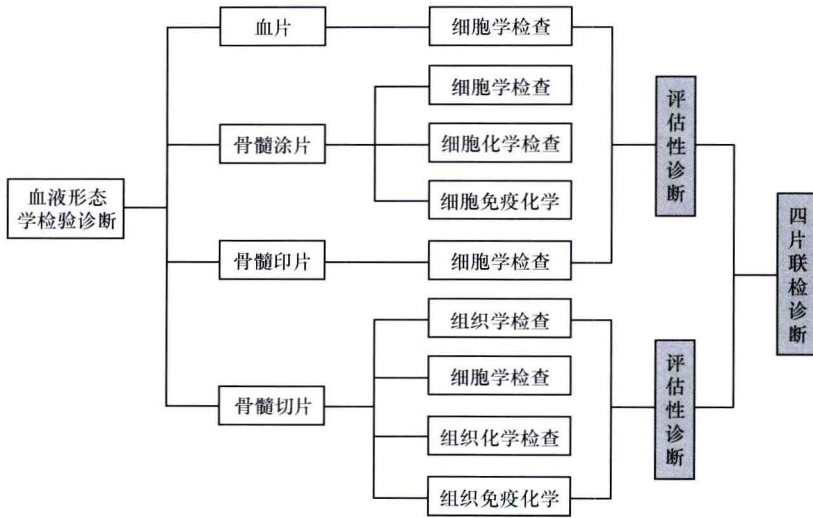 血液形态
学检验诊断
血片
细胞学检查
骨髓涂片
细胞学检查
细胞化学检查
细胞免疫化学
骨髓印片
细胞学检查
骨髓切片
组织学检查
细胞学检查
组织化学检查
组织免疫化学
评估性诊断
评估性诊断
四片联检诊断